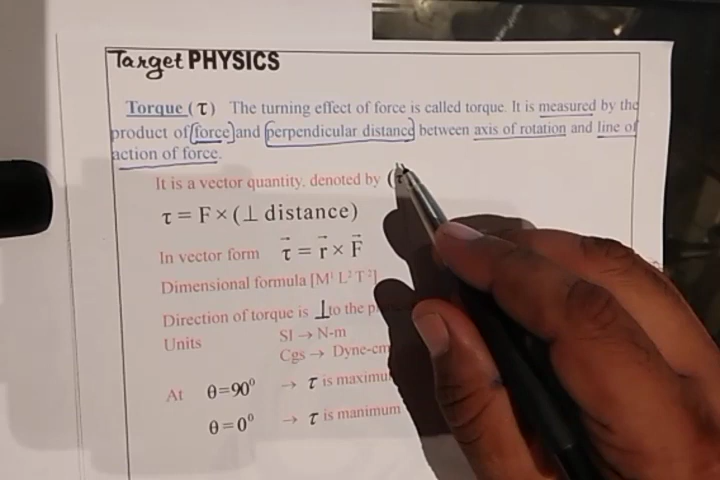 Target PHYSICS
Torque (τ) The turning effect of force is called torque. It is measured by the
product of force and perpendicular distance between axis of rotation and line of
action of force.
It is a vector quantity, denoted by (τ
τ = F × (⊥ distance)
In vector form τ⃗ = r⃗ × F⃗
Dimensional formula [M¹ L² T⁻²]
Direction of torque is ⊥ to the p
Units SI → N-m
Cgs → Dyne-cm
At θ = 90⁰ → τ is maximu
θ = 0⁰ → τ is manimum